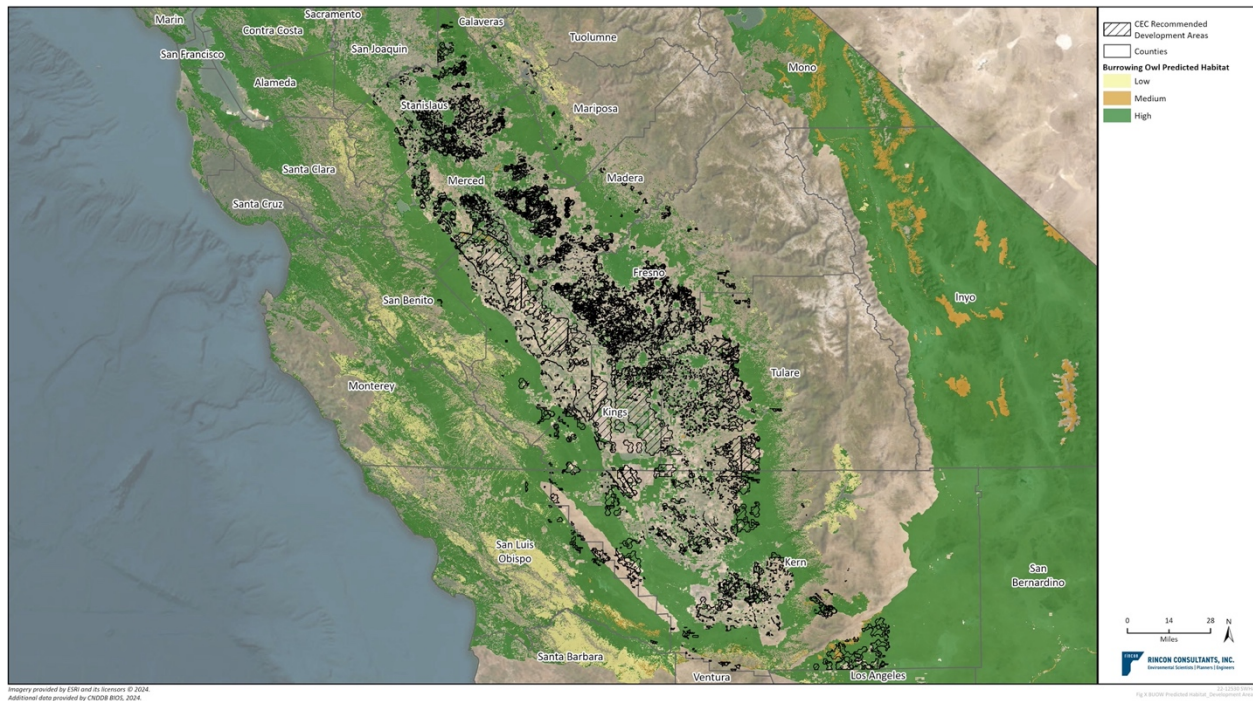 Sacramento
Marin
Calaveras
Contra Costa
Tuolumne
San Joaquin
San Francisco
Mono
Alameda
Stanislaus
Mariposa
Santa Clara
Merced
Madera
Santa Cruz
Fresno
San Benito
Inyo
Tulare
Monterey
Kings
San Luis
Obispo
Kern
San
Bernardino
Santa Barbara
Ventura
Los Angeles
CEC Recommended
Development Areas
Counties
Burrowing Owl Predicted Habitat
Low
Medium
High
0 14 28
Miles
N
RINCON
RINCON CONSULTANTS, INC.
Environmental Scientists | Planners | Engineers
Imagery provided by ESRI and its licensors © 2024.
Additional data provided by CNDDB BIOS, 2024.